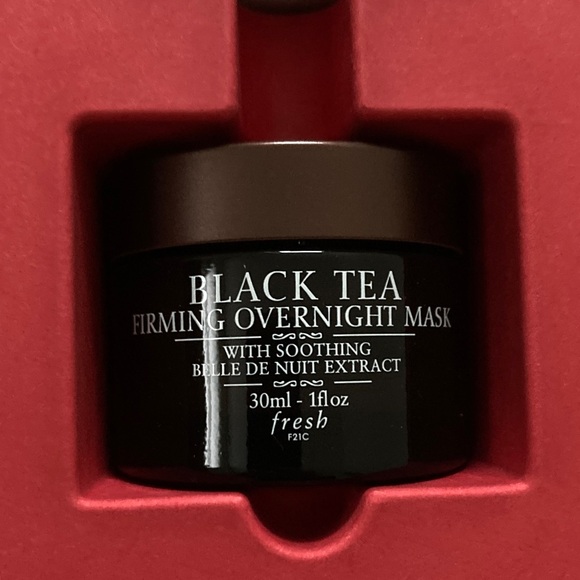 BLACK TEA
FIRMING OVERNIGHT MASK
WITH SOOTHING
BELLE DE NUIT EXTRACT
30ml - 1fl oz
fresh
F21C